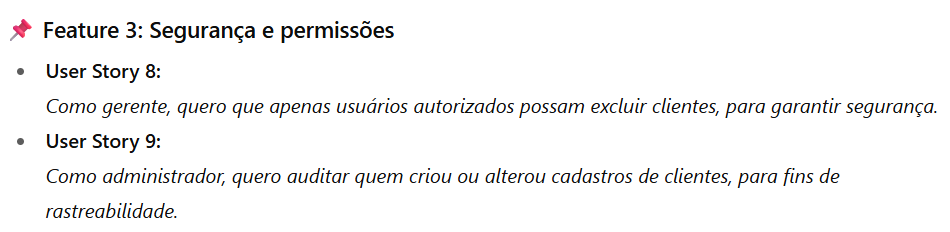 📌 Feature 3: Segurança e permissões
• User Story 8:
Como gerente, quero que apenas usuários autorizados possam excluir clientes, para garantir segurança.
• User Story 9:
Como administrador, quero auditar quem criou ou alterou cadastros de clientes, para fins de
rastreabilidade.